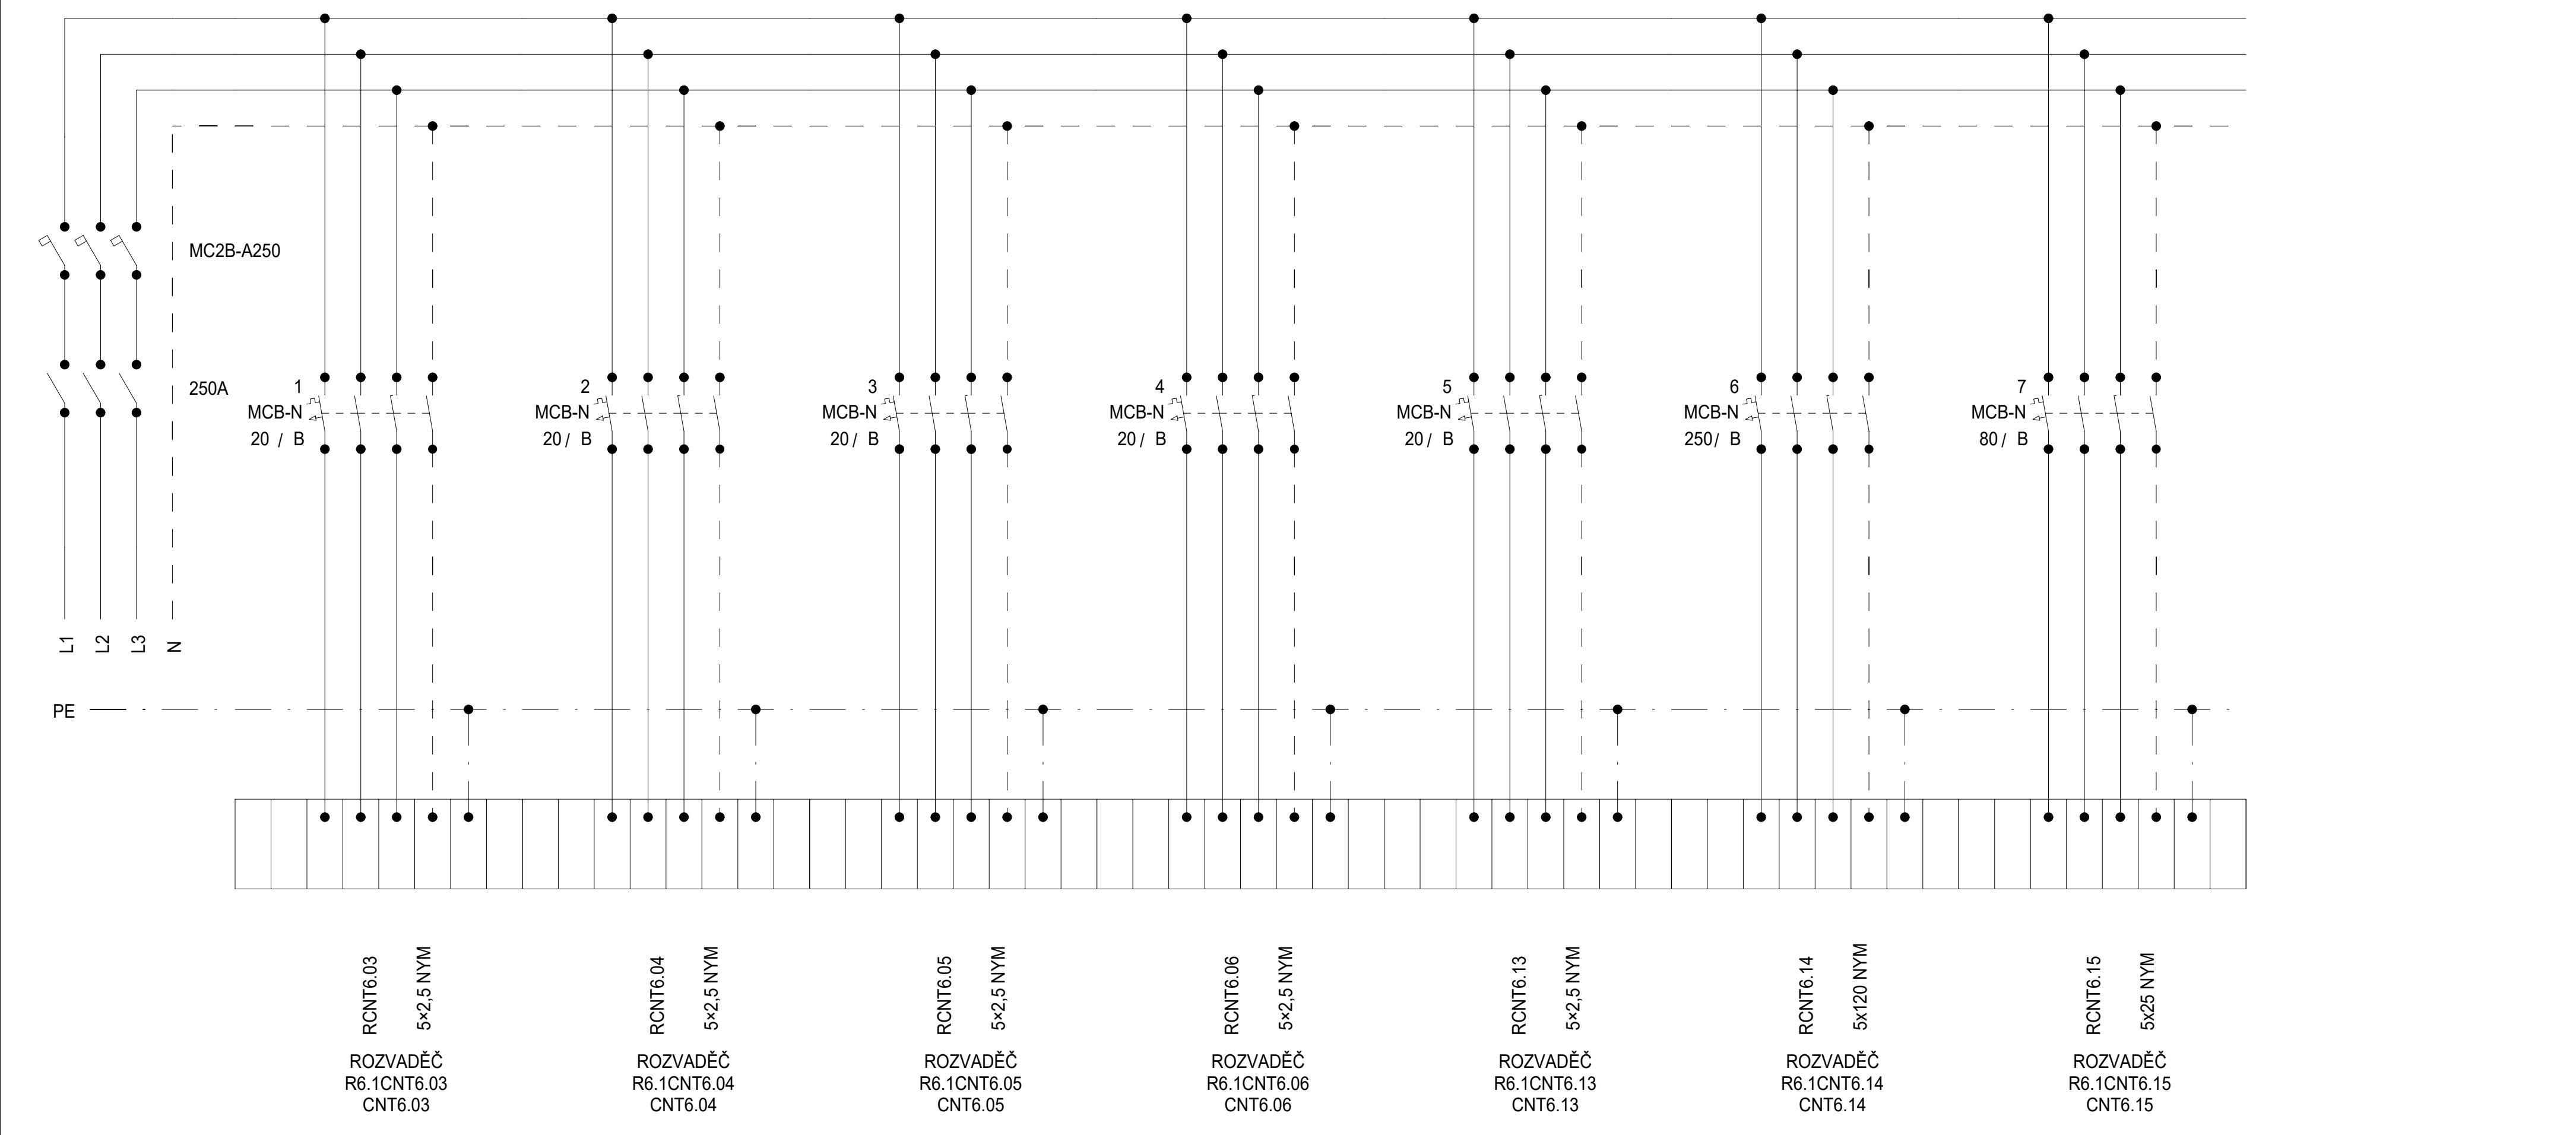 MC2B-A250
250A
1
MCB-N
20 / B
2
MCB-N
20 / B
3
MCB-N
20 / B
4
MCB-N
20 / B
5
MCB-N
20 / B
6
MCB-N
250 / B
7
MCB-N
80 / B
L1
L2
L3
N
PE
RCNT6.03
5×2,5 NYM
ROZVADĚČ
R6.1CNT6.03
CNT6.03
RCNT6.04
5×2,5 NYM
ROZVADĚČ
R6.1CNT6.04
CNT6.04
RCNT6.05
5×2,5 NYM
ROZVADĚČ
R6.1CNT6.05
CNT6.05
RCNT6.06
5×2,5 NYM
ROZVADĚČ
R6.1CNT6.06
CNT6.06
RCNT6.13
5×2,5 NYM
ROZVADĚČ
R6.1CNT6.13
CNT6.13
RCNT6.14
5x120 NYM
ROZVADĚČ
R6.1CNT6.14
CNT6.14
RCNT6.15
5x25 NYM
ROZVADĚČ
R6.1CNT6.15
CNT6.15